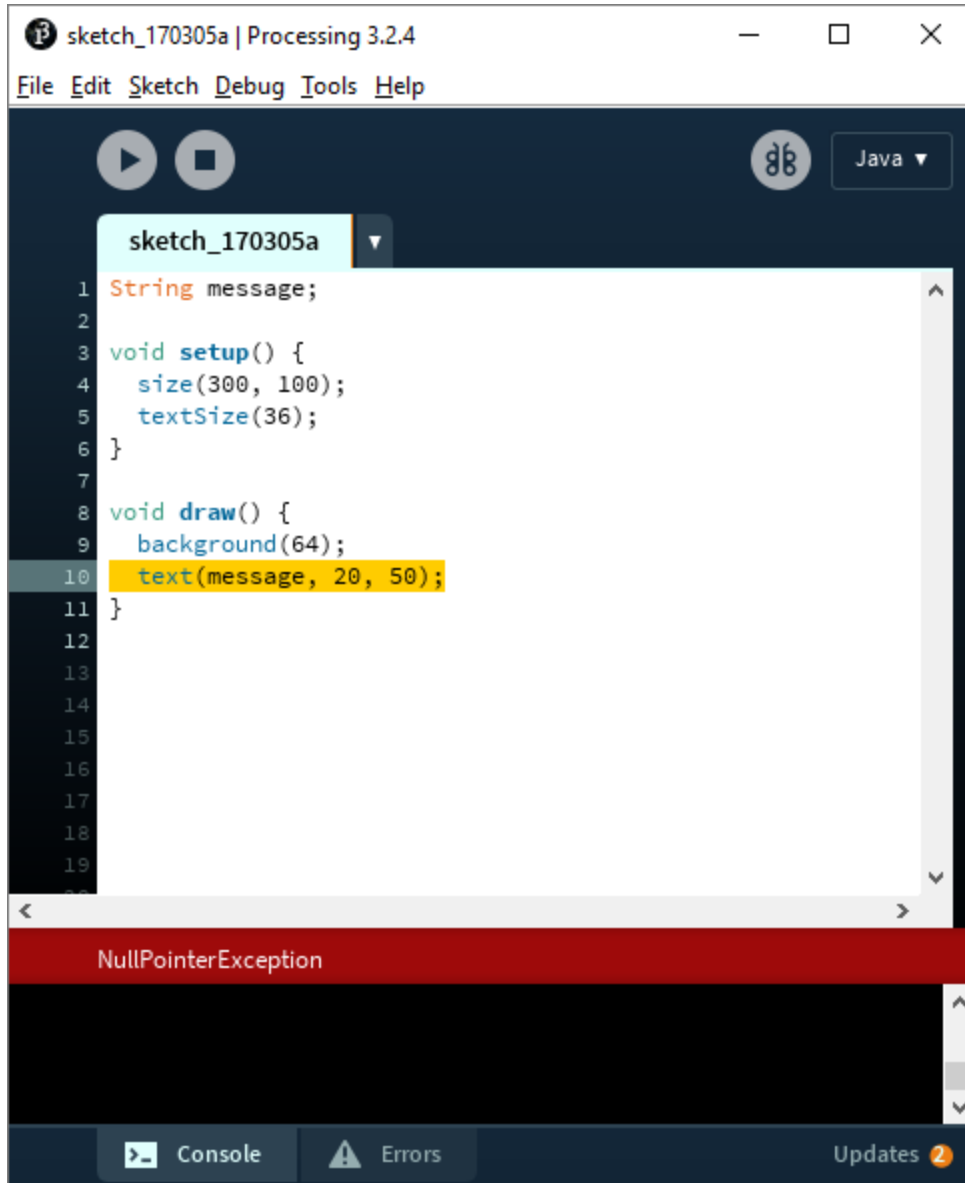 sketch_170305a | Processing 3.2.4
File Edit Sketch Debug Tools Help
Java ▼
sketch_170305a ▼
1 String message;
2
3 void setup() {
4   size(300, 100);
5   textSize(36);
6 }
7
8 void draw() {
9   background(64);
10   text(message, 20, 50);
11 }
12
13
14
15
16
17
18
19
NullPointerException
Console Errors Updates 2